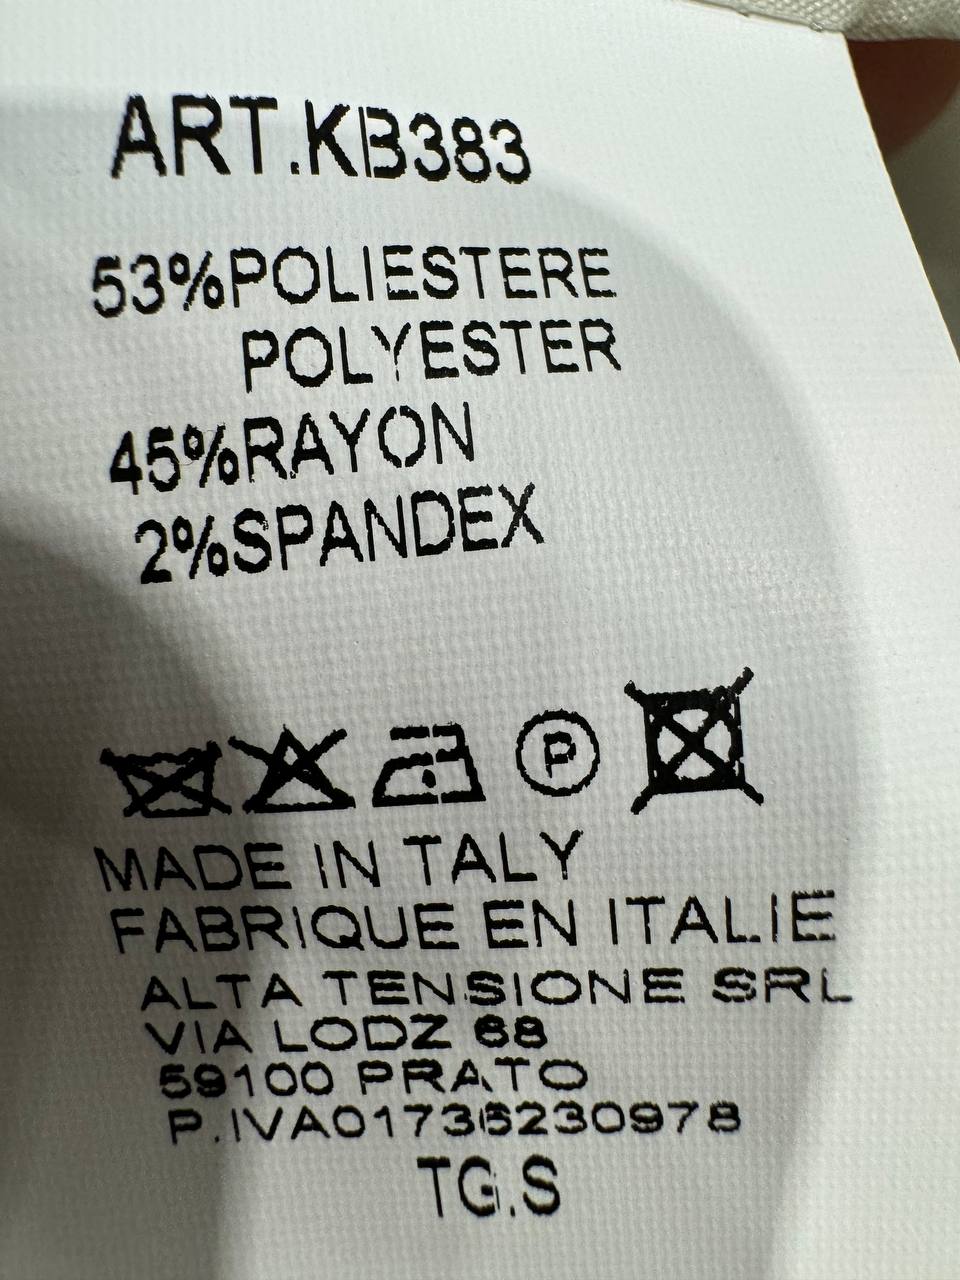 ART.KB383
53%POLIESTERE
POLYESTER
45%RAYON
2%SPANDEX
P
MADE IN TALY
FABRIQUE EN ITALIE
ALTA TENSIONE SRL
VIA LODZ 68
59100 PRATO
P.IVA01736230978
TG.S